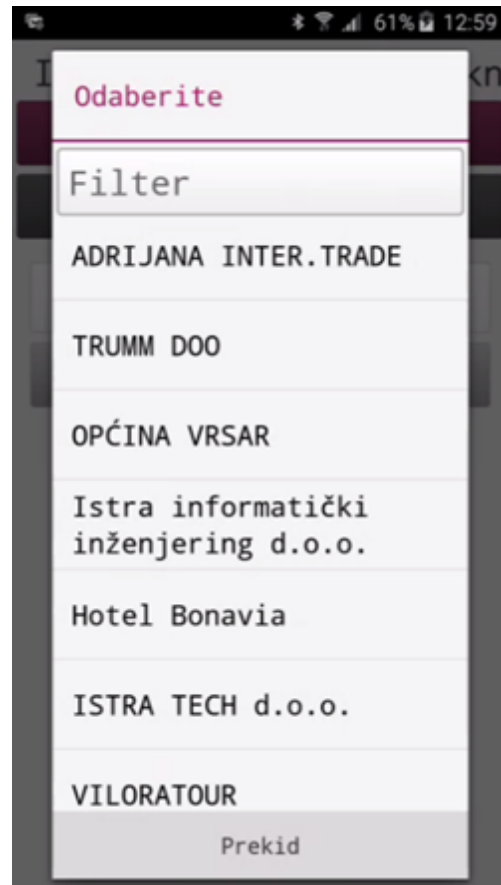 61% 12:59
Odaberite
Filter
ADRIJANA INTER.TRADE
TRUMM DOO
OPĆINA VRSAR
Istra informatički
inženjering d.o.o.
Hotel Bonavia
ISTRA TECH d.o.o.
VILORATOUR
Prekid